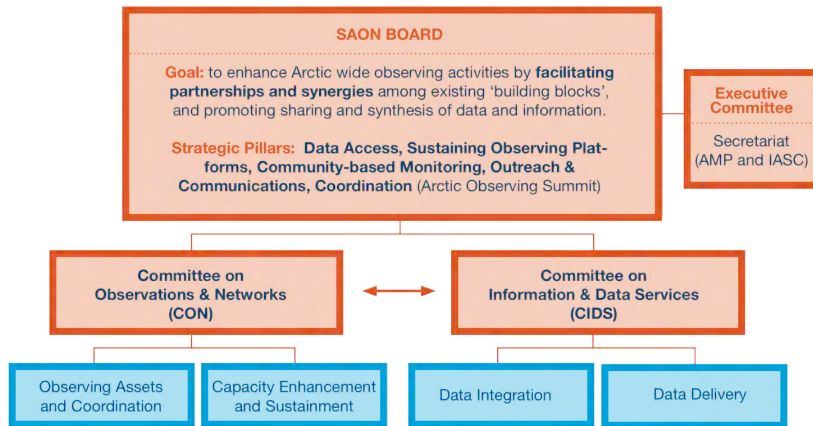 SAON BOARD
Goal: to enhance Arctic wide observing activities by facilitating
partnerships and synergies among existing ‘building blocks’,
and promoting sharing and synthesis of data and information.
Strategic Pillars: Data Access, Sustaining Observing Plat-
forms, Community-based Monitoring, Outreach &
Communications, Coordination (Arctic Observing Summit)
Executive
Committee
Secretariat
(AMP and IASC)
Committee on
Observations & Networks
(CON)
Committee on
Information & Data Services
(CIDS)
Observing Assets
and Coordination
Capacity Enhancement
and Sustainment
Data Integration
Data Delivery